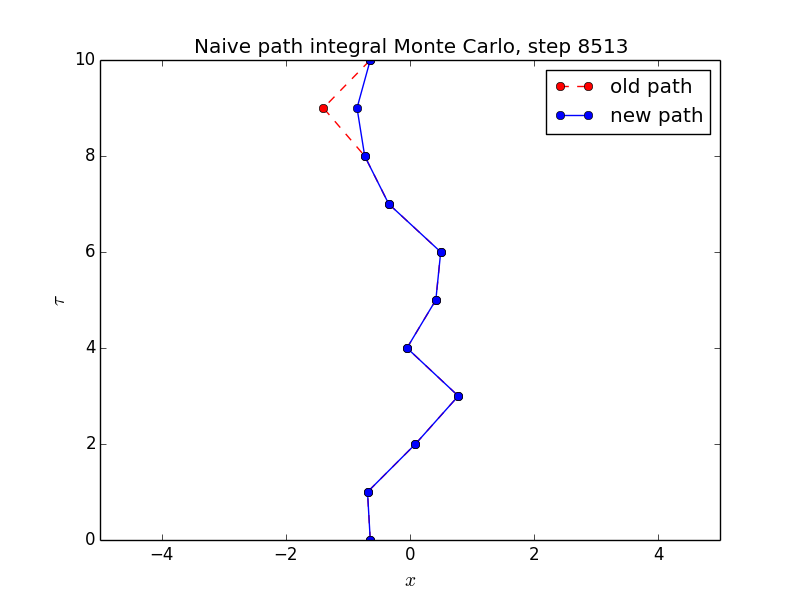 Naive path integral Monte Carlo, step 8513
old path
new path
10
8
6
4
2
0
τ
−4 −2 0 2 4
x